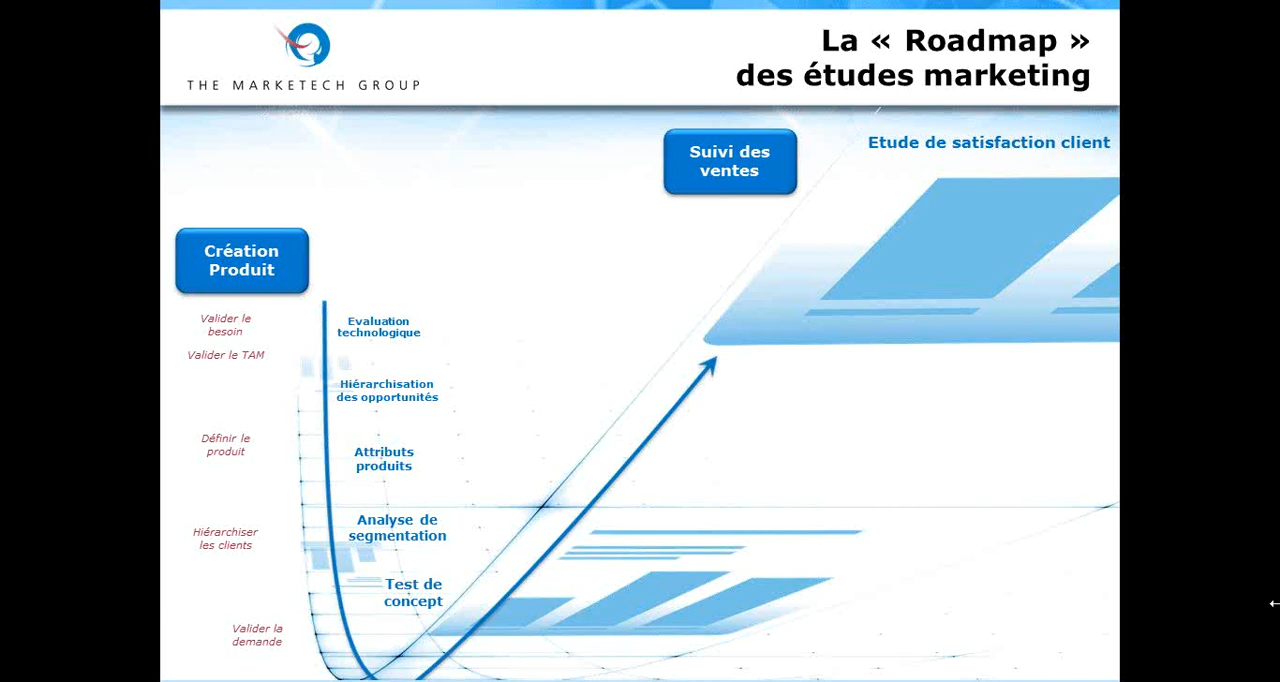 THE MARKETECH GROUP
La « Roadmap »
des études marketing
Suivi des
ventes
Etude de satisfaction client
Création
Produit
Valider le
besoin
Evaluation
technologique
Valider le TAM
Hiérarchisation
des opportunités
Définir le
produit
Attributs
produits
Hiérarchiser
les clients
Analyse de
segmentation
Test de
concept
Valider la
demande